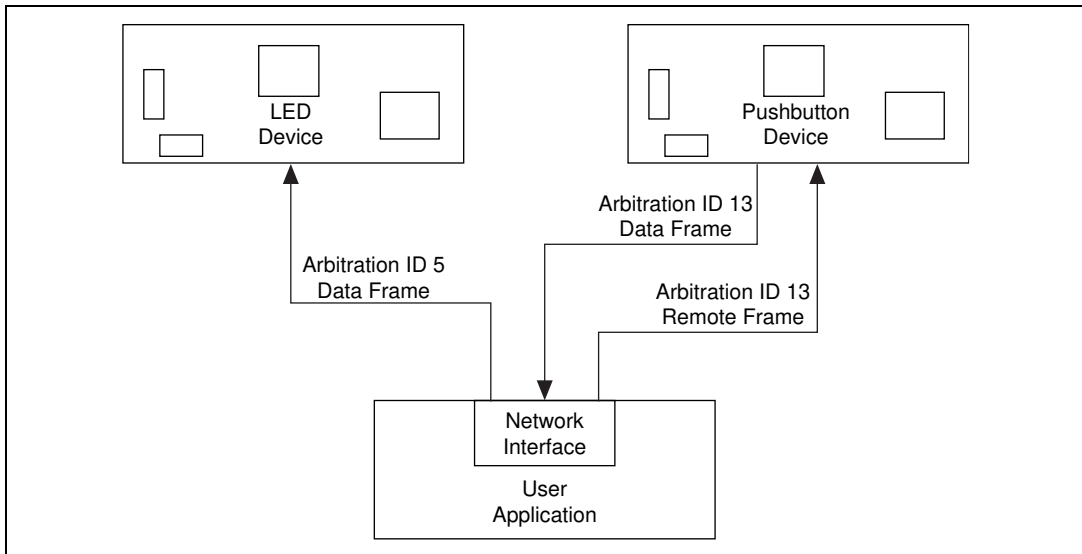 LED
Device
Pushbutton
Device
Arbitration ID 13
Data Frame
Arbitration ID 5
Data Frame
Arbitration ID 13
Remote Frame
Network
Interface
User
Application